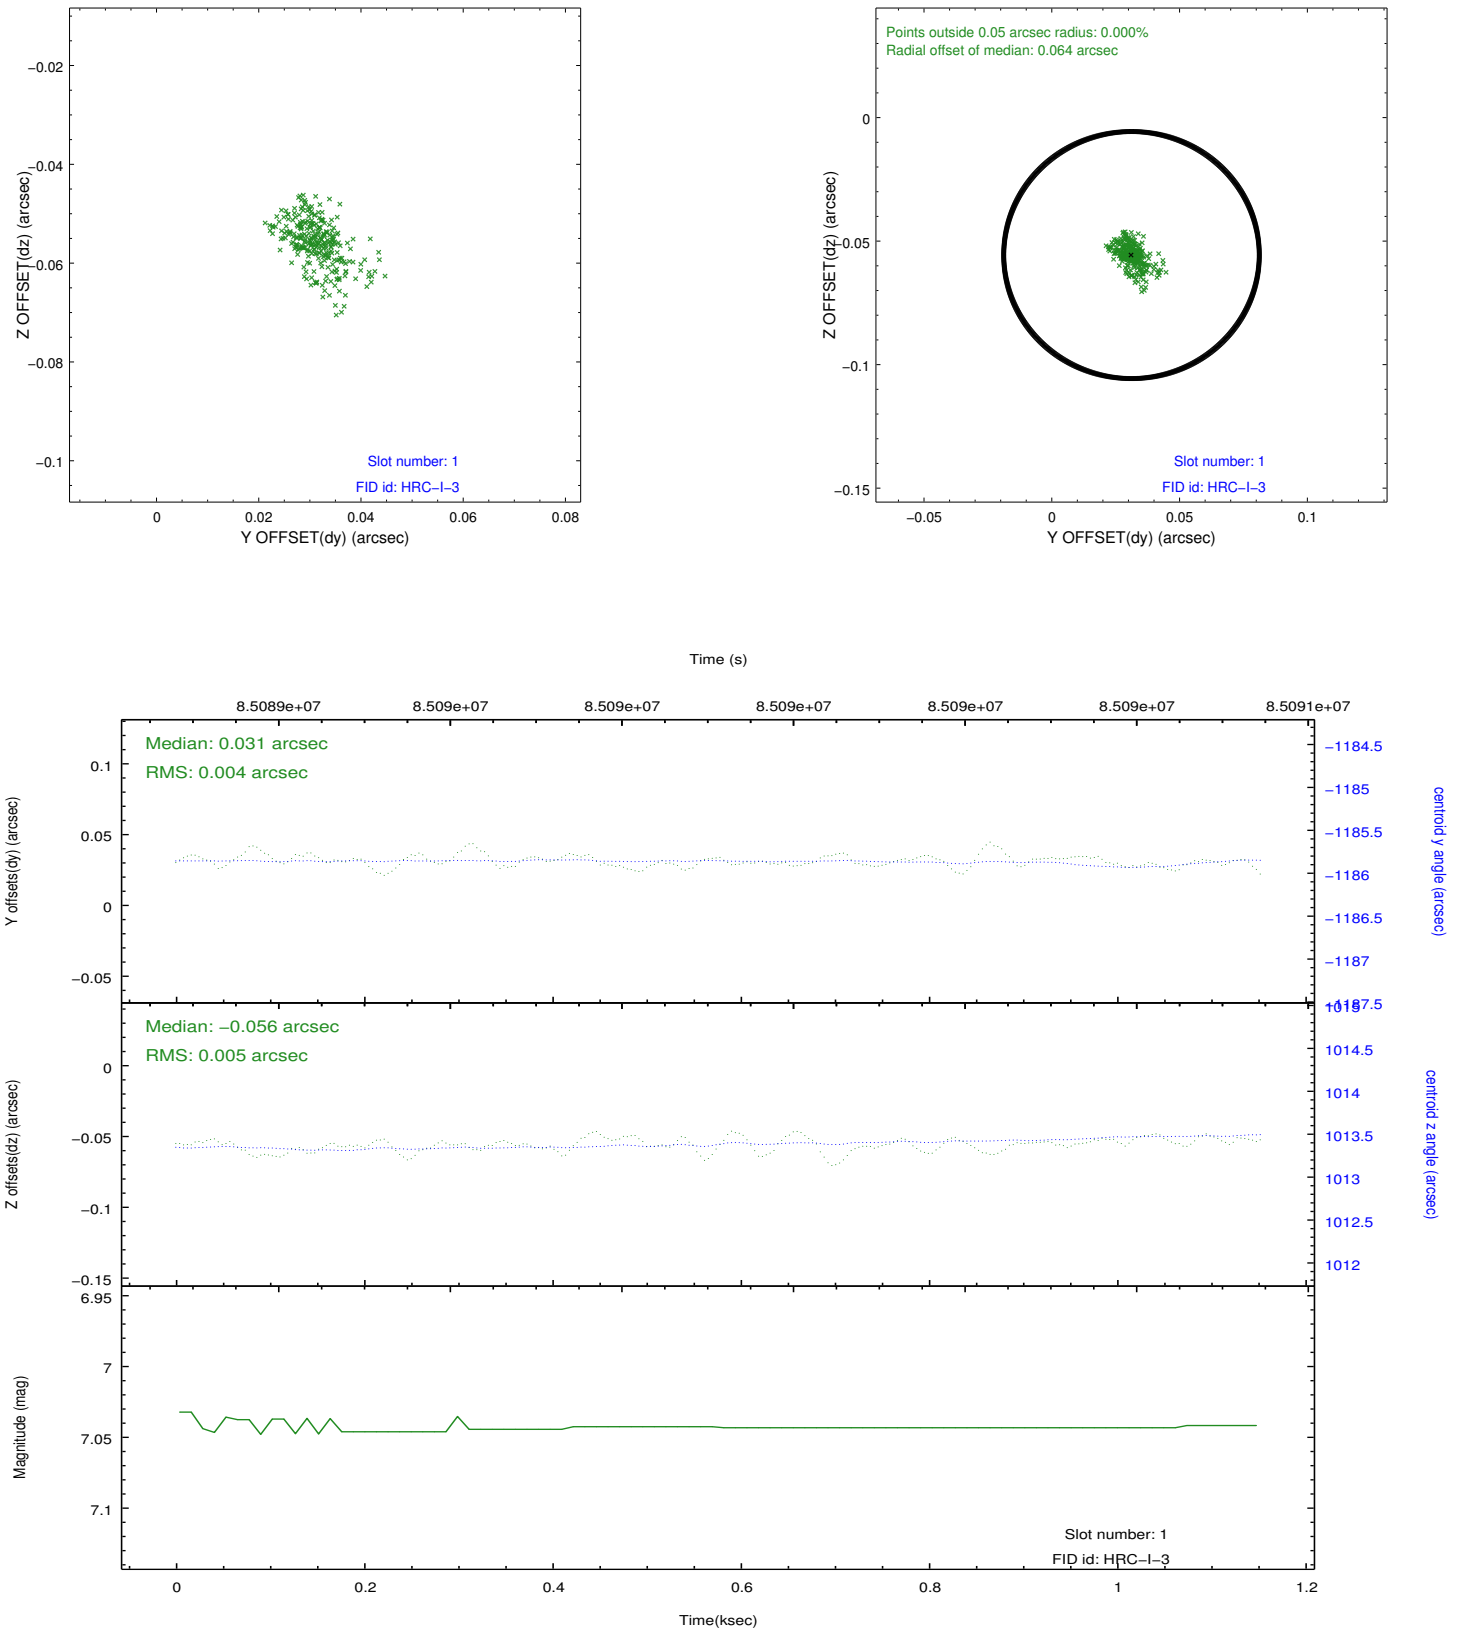 Points outside 0.05 arcsec radius: 0.000%
Radial offset of median: 0.064 arcsec
−0.02
−0.04
−0.06
−0.08
−0.1
Z OFFSET(dz) (arcsec)
Slot number: 1
FID id: HRC−I−3
0 0.02 0.04 0.06 0.08
Y OFFSET(dy) (arcsec)
0
−0.05
−0.1
−0.15
Z OFFSET(dz) (arcsec)
Slot number: 1
FID id: HRC−I−3
−0.05 0 0.05 0.1
Y OFFSET(dy) (arcsec)
Time (s)
8.5089e+07 8.509e+07 8.509e+07 8.509e+07 8.509e+07 8.509e+07 8.5091e+07
Median: 0.031 arcsec
RMS: 0.004 arcsec
0.1
0.05
0
−0.05
Y offsets(dy) (arcsec)
−1184.5
−1185
−1185.5
−1186
−1186.5
−1187
−1187.5
centroid y angle (arcsec)
Median: −0.056 arcsec
RMS: 0.005 arcsec
0
−0.05
−0.1
−0.15
Z offsets(dz) (arcsec)
1015
1014.5
1014
1013.5
1013
1012.5
1012
centroid z angle (arcsec)
6.95
7
7.05
7.1
Magnitude (mag)
Slot number: 1
FID id: HRC−I−3
0 0.2 0.4 0.6 0.8 1 1.2
Time(ksec)